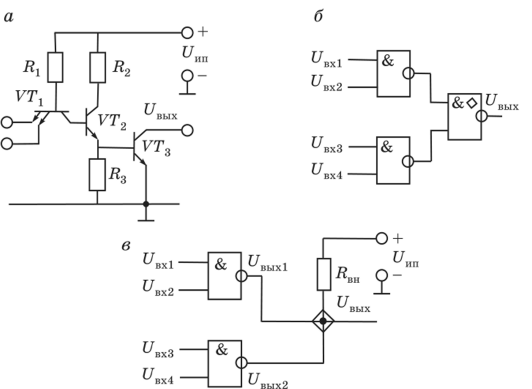 а
+
U ип
–
R1
R2
VT1
VT2
U вых
VT3
R3
б
U вх1
&
U вх2
&◇
U вых
U вх3
&
U вх4
в
U вх1
&
U вых1
U вх2
+
U ип
–
R вн
U вых
U вх3
&
U вх4
U вых2